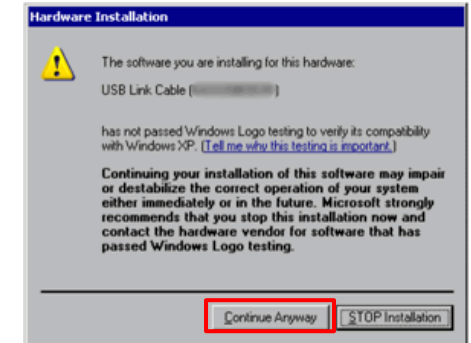 Hardware Installation
The software you are installing for this hardware:
USB Link Cable (                    )
has not passed Windows Logo testing to verify its compatibility
with Windows XP. (Tell me why this testing is important.)
Continuing your installation of this software may impair
or destabilize the correct operation of your system
either immediately or in the future. Microsoft strongly
recommends that you stop this installation now and
contact the hardware vendor for software that has
passed Windows Logo testing.
Continue Anyway
STOP Installation